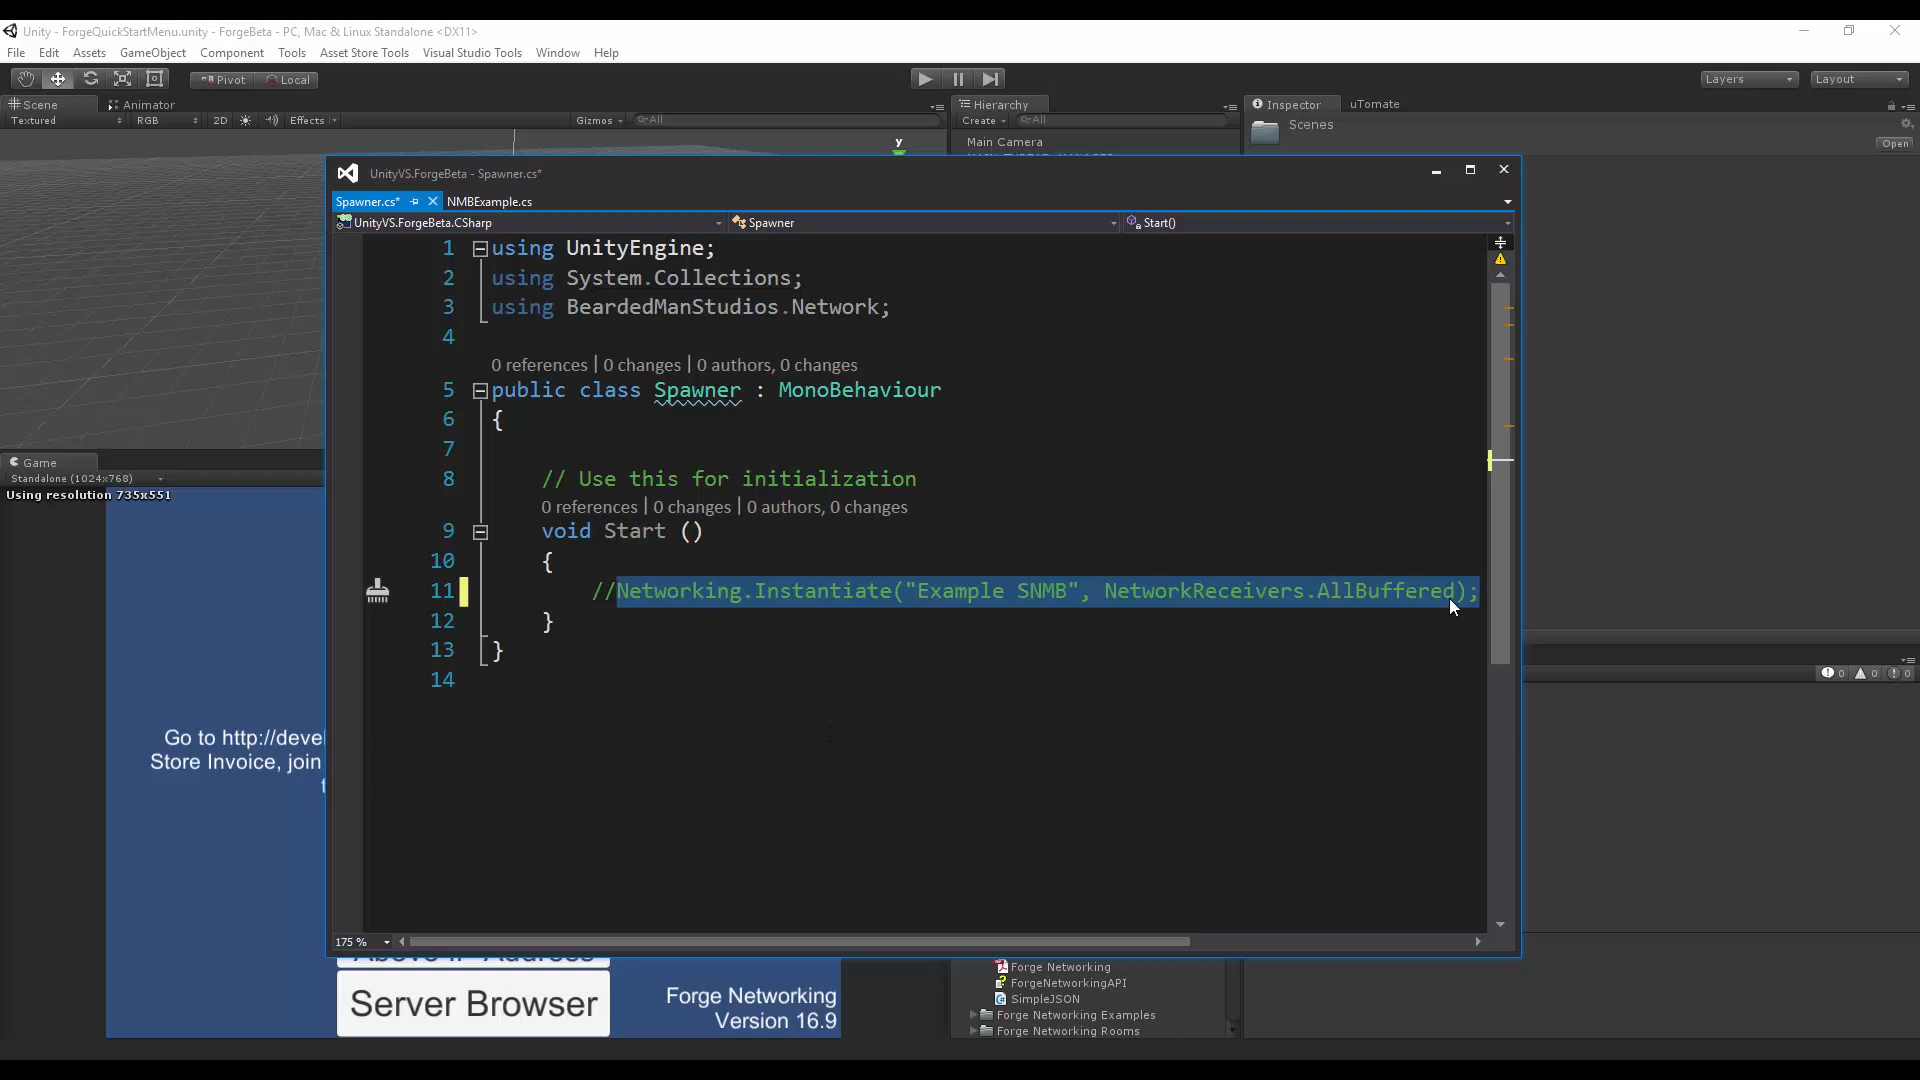 Unity - ForgeQuickStartMenu.unity - ForgeBeta - PC, Mac & Linux Standalone <DX11>
File Edit Assets GameObject Component Tools Asset Store Tools Visual Studio Tools Window Help
Pivot Local Layers Layout
Scene Animator Hierarchy Inspector uTomate
Textured RGB 2D Effects Gizmos All Create All Scenes
Main Camera Open
UnityVS.ForgeBeta - Spawner.cs*
Spawner.cs* NMBExample.cs
UnityVS.ForgeBeta.CSharp Spawner Start()
1 using UnityEngine;
2 using System.Collections;
3 using BeardedManStudios.Network;
4
0 references | 0 changes | 0 authors, 0 changes
5 public class Spawner : MonoBehaviour
6 {
7
8 // Use this for initialization
0 references | 0 changes | 0 authors, 0 changes
9 void Start ()
10 {
11 //Networking.Instantiate("Example SNMB", NetworkReceivers.AllBuffered);
12 }
13 }
14
175 %
Game
Standalone (1024x768)
Using resolution 735x551
0 0 0
Go to http://devel
Store Invoice, join
Above IP Address
Server Browser
Forge Networking
Version 16.9
Forge Networking
ForgeNetworkingAPI
SimpleJSON
Forge Networking Examples
Forge Networking Rooms